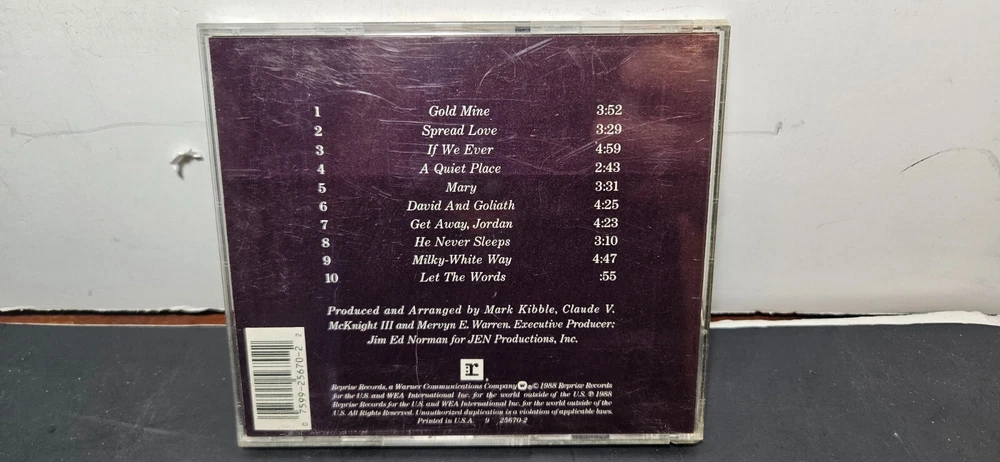 1 Gold Mine 3:52
2 Spread Love 3:29
3 If We Ever 4:59
4 A Quiet Place 2:43
5 Mary 3:31
6 David And Goliath 4:25
7 Get Away, Jordan 4:23
8 He Never Sleeps 3:10
9 Milky-White Way 4:47
10 Let The Words :55
Produced and Arranged by Mark Kibble, Claude V.
McKnight III and Mervyn E. Warren. Executive Producer:
Jim Ed Norman for JEN Productions, Inc.
r
Reprise Records, a Warner Communications Company © 1988 Reprise Records
for the U.S. and WEA International Inc. for the world outside of the U.S. ℗ 1988
Reprise Records for the U.S. and WEA International Inc. for the world outside of the
U.S. All Rights Reserved. Unauthorized duplication is a violation of applicable laws.
Printed in U.S.A. 9 25670-2
0 7599-25670-2 2